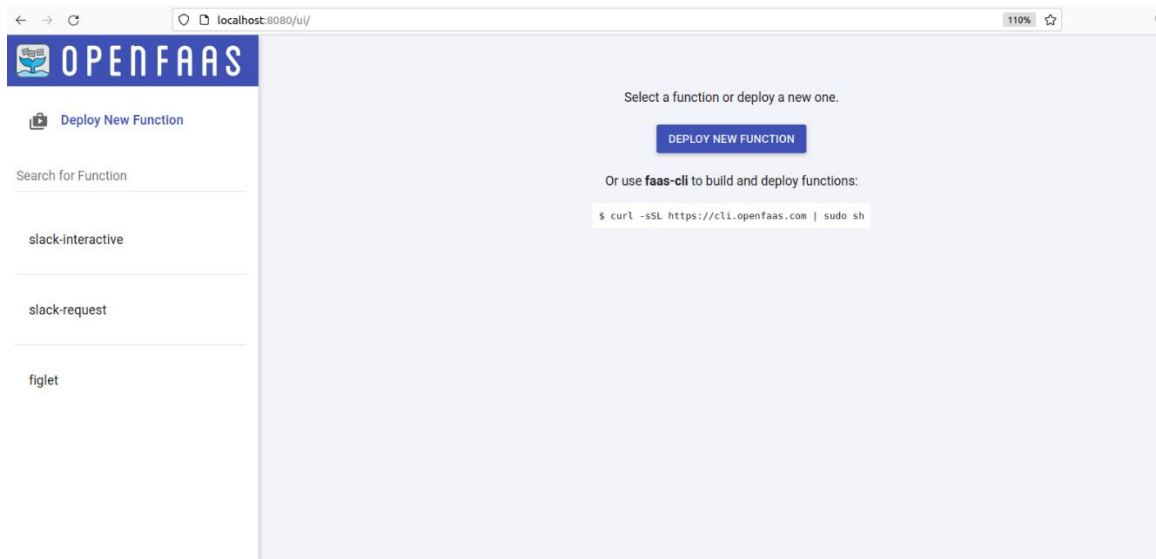 localhost:8080/ui/
110%
OPENFAAS
Deploy New Function
Search for Function
slack-interactive
slack-request
figlet
Select a function or deploy a new one.
DEPLOY NEW FUNCTION
Or use faas-cli to build and deploy functions:
$ curl -sSL https://cli.openfaas.com | sudo sh